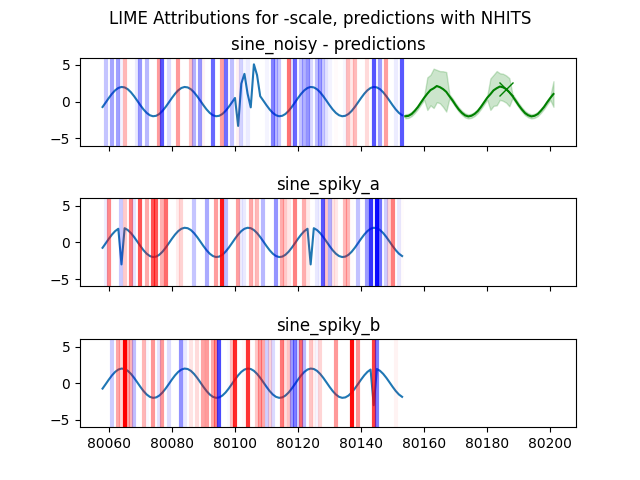 LIME Attributions for -scale, predictions with NHITS
sine_noisy - predictions
5
0
−5
sine_spiky_a
5
0
−5
sine_spiky_b
5
0
−5
80060 80080 80100 80120 80140 80160 80180 80200